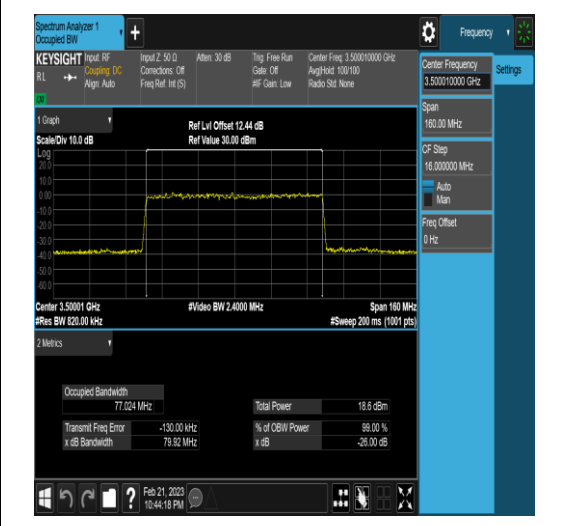 Spectrum Analyzer 1
Occupied BW
Frequency
KEYSIGHT
Input: RF
Coupling: DC
Align: Auto
Input Z: 50 Ω
Corrections: Off
Freq Ref: Int (S)
Atten: 30 dB
Trig: Free Run
Gate: Off
#IF Gain: Low
Center Freq: 3.500010000 GHz
Avg|Hold: 100/100
Radio Std: None
RL
LXI
Center Frequency
3.500010000 GHz
Settings
Span
160.00 MHz
CF Step
16.000000 MHz
Auto
Man
Freq Offset
0 Hz
1 Graph
Scale/Div 10.0 dB
Ref Lvl Offset 12.44 dB
Ref Value 30.00 dBm
Log
20.0
10.0
0.00
-10.0
-20.0
-30.0
-40.0
-50.0
-60.0
Center 3.50001 GHz
#Video BW 2.4000 MHz
Span 160 MHz
#Res BW 820.00 kHz
#Sweep 200 ms (1001 pts)
2 Metrics
Occupied Bandwidth
77.024 MHz
Total Power 18.6 dBm
Transmit Freq Error -130.00 kHz
% of OBW Power 99.00 %
x dB Bandwidth 79.92 MHz
x dB -26.00 dB
?
Feb 21, 2023
10:44:18 PM